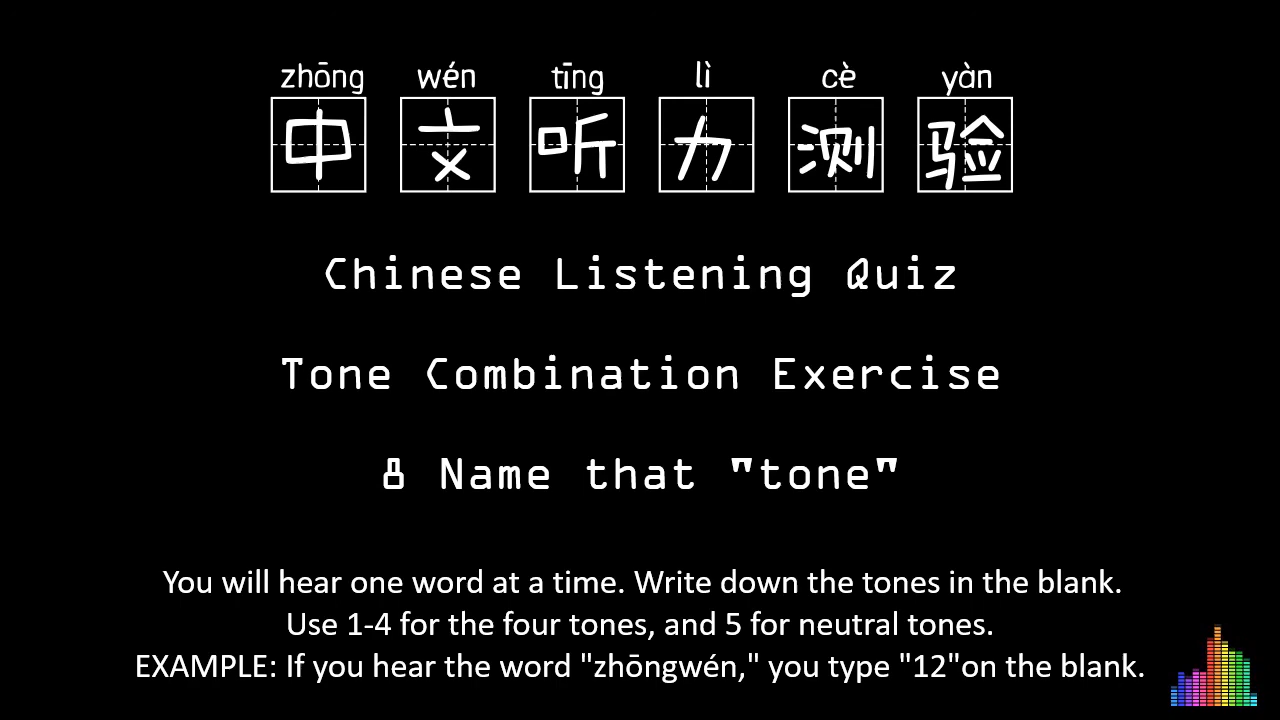 zhōng wén tīng lì cè yàn
中文听力测验
Chinese Listening Quiz
Tone Combination Exercise
8 Name that "tone"
You will hear one word at a time. Write down the tones in the blank.
Use 1-4 for the four tones, and 5 for neutral tones.
EXAMPLE: If you hear the word "zhōngwén," you type "12"on the blank.